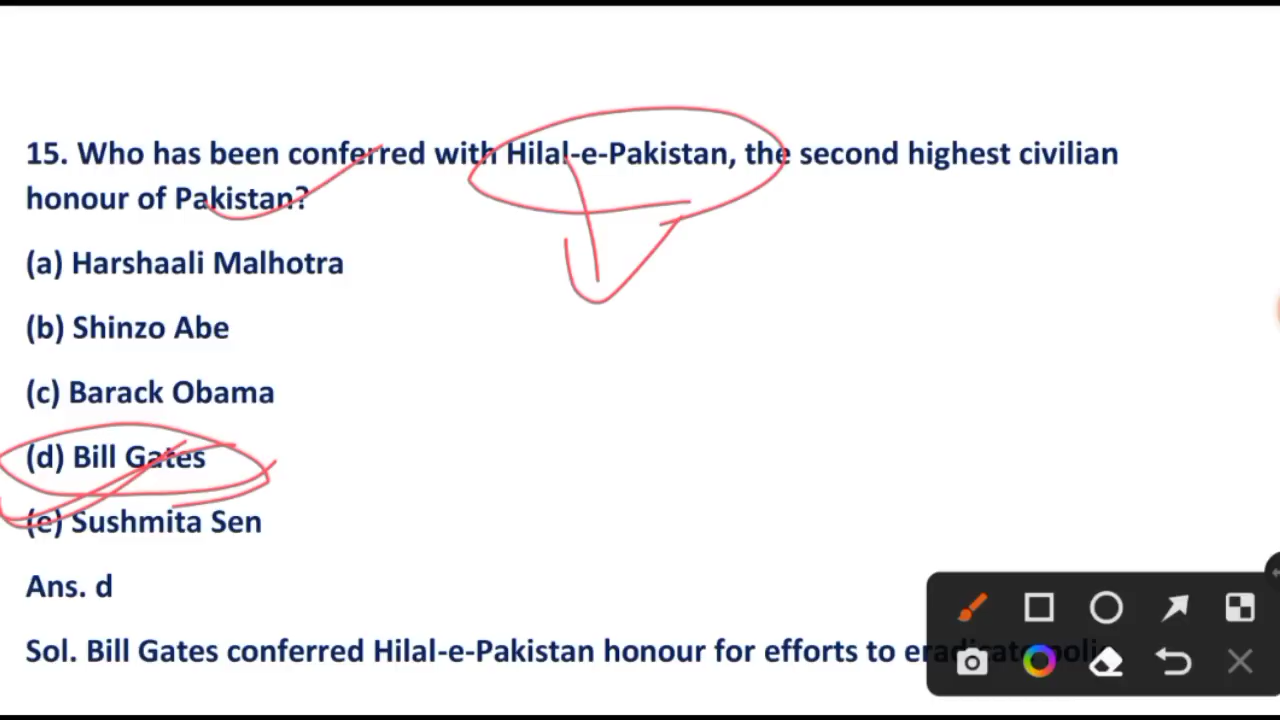 15. Who has been conferred with Hilal-e-Pakistan, the second highest civilian
honour of Pakistan?
(a) Harshaali Malhotra
(b) Shinzo Abe
(c) Barack Obama
(d) Bill Gates
(e) Sushmita Sen
Ans. d
Sol. Bill Gates conferred Hilal-e-Pakistan honour for efforts to eradicate